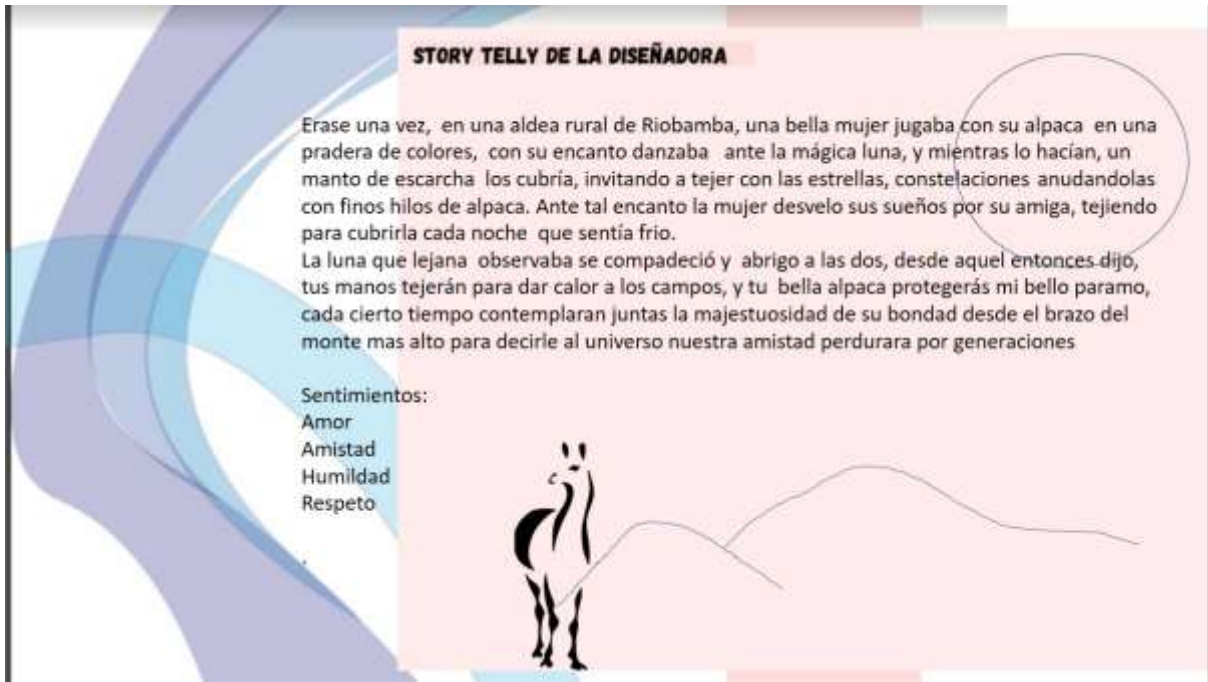 STORY TELLY DE LA DISEÑADORA
Erase una vez, en una aldea rural de Riobamba, una bella mujer jugaba con su alpaca en una
pradera de colores, con su encanto danzaba ante la mágica luna, y mientras lo hacían, un
manto de escarcha los cubría, invitando a tejer con las estrellas, constelaciones anudandolas
con finos hilos de alpaca. Ante tal encanto la mujer desvelo sus sueños por su amiga, tejiendo
para cubrirla cada noche que sentía frio.
La luna que lejana observaba se compadeció y abrigo a las dos, desde aquel entonces dijo,
tus manos tejerán para dar calor a los campos, y tu bella alpaca protegerás mi bello paramo,
cada cierto tiempo contemplaran juntas la majestuosidad de su bondad desde el brazo del
monte mas alto para decirle al universo nuestra amistad perdurara por generaciones
Sentimientos:
Amor
Amistad
Humildad
Respeto
.